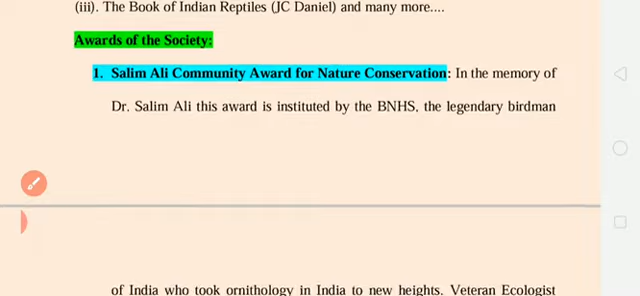 (iii). The Book of Indian Reptiles (JC Daniel) and many more....
Awards of the Society:
1. Salim Ali Community Award for Nature Conservation: In the memory of
Dr. Salim Ali this award is instituted by the BNHS, the legendary birdman
of India who took ornithology in India to new heights. Veteran Ecologist